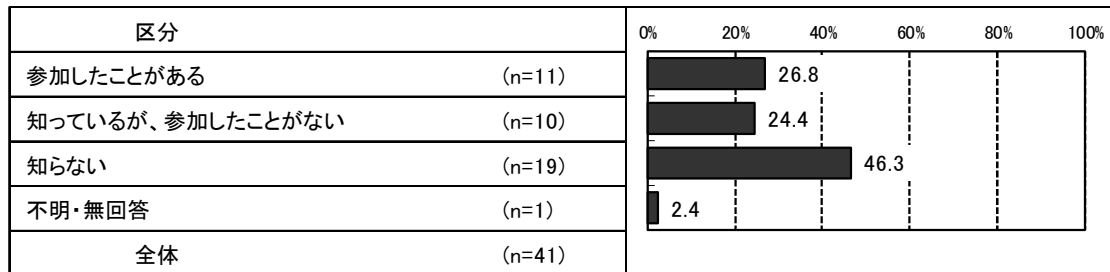 区分
0% 20% 40% 60% 80% 100%
参加したことがある (n=11) 26.8
知っているが、参加したことがない (n=10) 24.4
知らない (n=19) 46.3
不明・無回答 (n=1) 2.4
全体 (n=41)